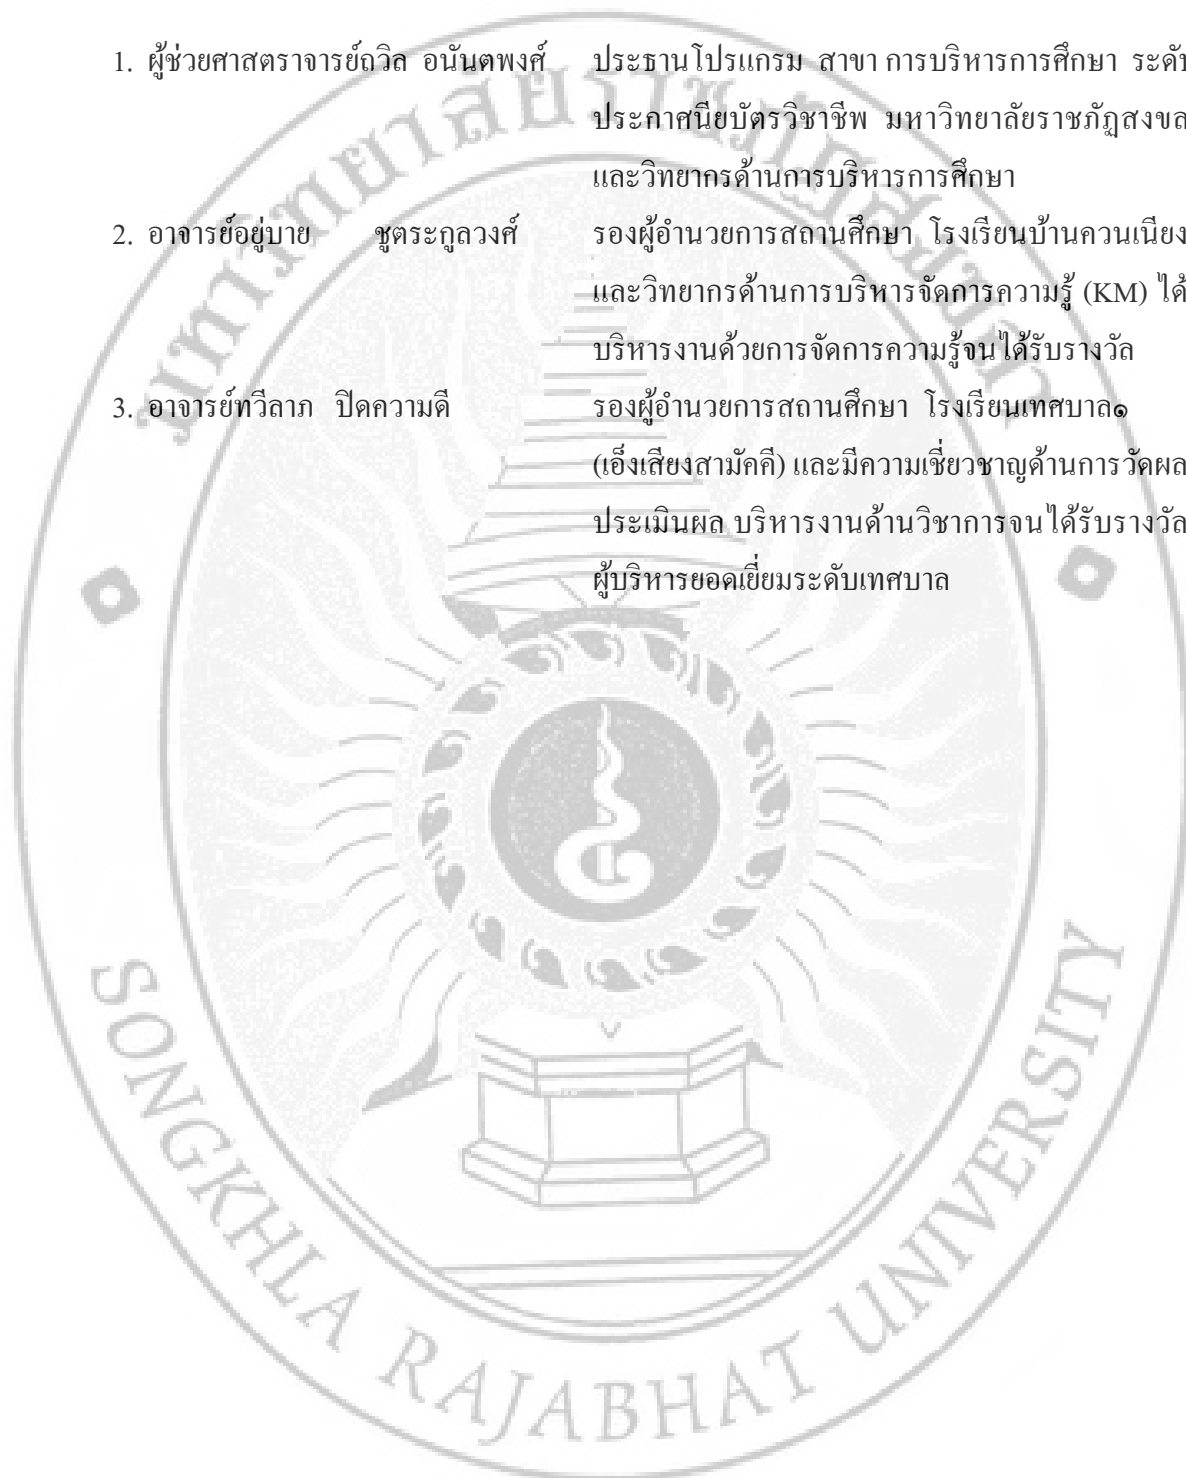 1. ผู้ช่วยศาสตราจารย์ถวิล อนันตพงศ์ ประธานโปรแกรม สาขา การบริหารการศึกษา ระดับ
ประกาศนียบัตรวิชาชีพ มหาวิทยาลัยราชภัฏสงขล
และวิทยากรด้านการบริหารการศึกษา
2. อาจารย์อยู่บาย ชูตระกูลวงศ์ รองผู้อำนวยการสถานศึกษา โรงเรียนบ้านควนเนียง
และวิทยากรด้านการบริหารจัดการความรู้ (KM) ได้
บริหารงานด้วยการจัดการความรู้จนได้รับรางวัล
3. อาจารย์ทวีลาภ ปิดความดี รองผู้อำนวยการสถานศึกษา โรงเรียนเทศบาล๑
(เอ็งเสียงสามัคคี) และมีความเชี่ยวชาญด้านการวัดผล
ประเมินผล บริหารงานด้านวิชาการจนได้รับรางวัล
ผู้บริหารยอดเยี่ยมระดับเทศบาล
มหาวิทยาลัยราชภัฏสงขลา
SONGKHLA RAJABHAT UNIVERSITY